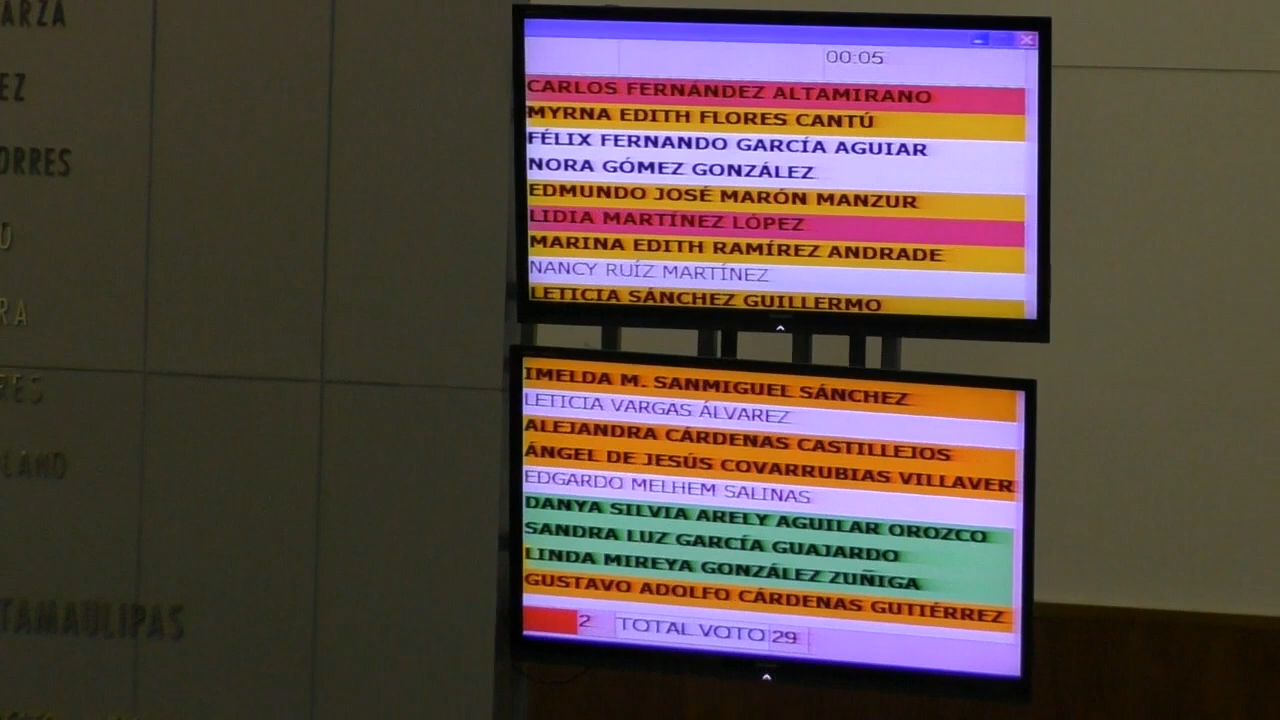 ARZA
EZ
ORRES
RA
RES
LAND
TAMAULIPAS
00:05
CARLOS FERNÁNDEZ ALTAMIRANO
MYRNA EDITH FLORES CANTÚ
FÉLIX FERNANDO GARCÍA AGUIAR
NORA GÓMEZ GONZÁLEZ
EDMUNDO JOSÉ MARÓN MANZUR
LIDIA MARTÍNEZ LÓPEZ
MARINA EDITH RAMÍREZ ANDRADE
NANCY RUÍZ MARTÍNEZ
LETICIA SÁNCHEZ GUILLERMO
IMELDA M. SANMIGUEL SÁNCHEZ
LETICIA VARGAS ÁLVAREZ
ALEJANDRA CÁRDENAS CASTILLEJOS
ÁNGEL DE JESÚS COVARRUBIAS VILLAVER
EDGARDO MELHEM SALINAS
DANYA SILVIA ARELY AGUILAR OROZCO
SANDRA LUZ GARCÍA GUAJARDO
LINDA MIREYA GONZÁLEZ ZUÑIGA
GUSTAVO ADOLFO CÁRDENAS GUTIÉRREZ
2 TOTAL VOTO 29